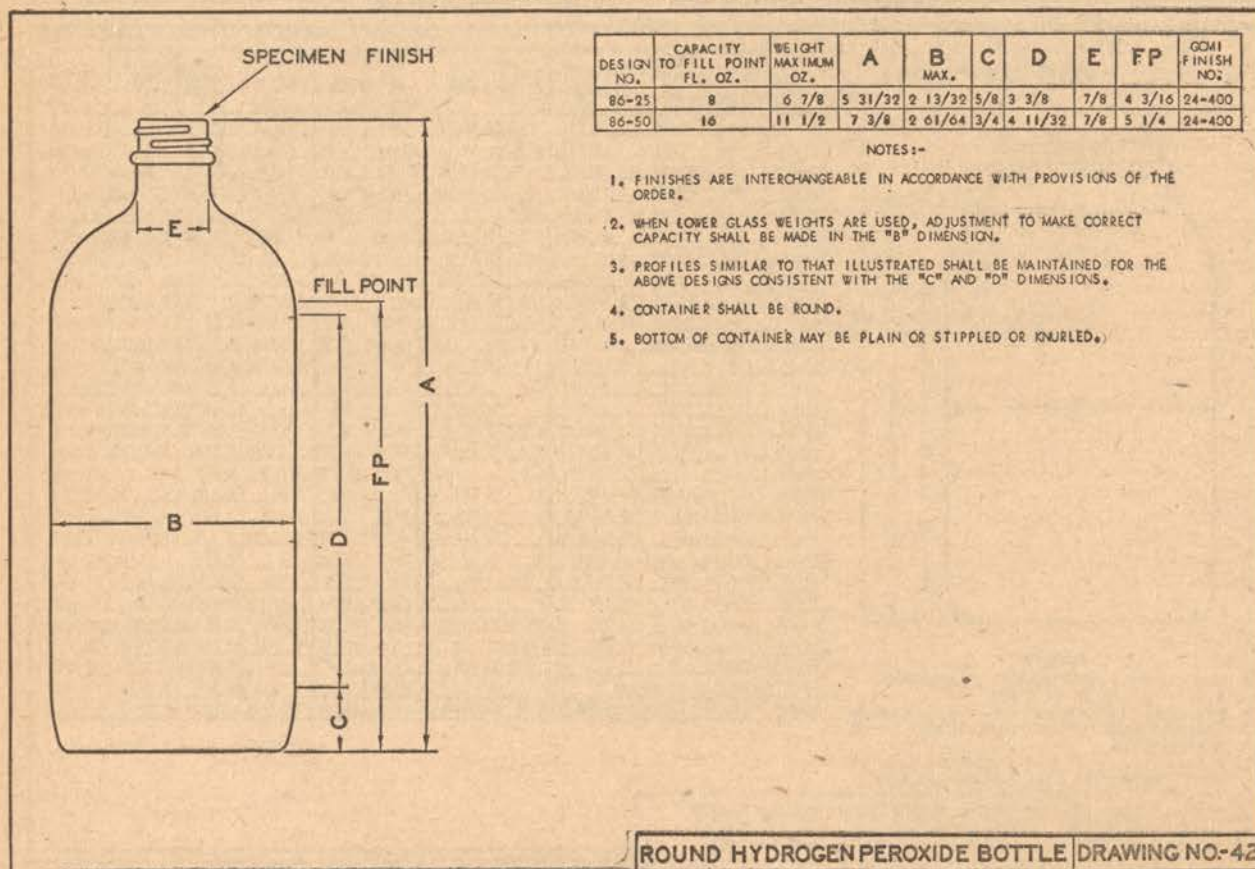 SPECIMEN FINISH
E
FILL POINT
A
FP
B
D
C
DESIGN NO. CAPACITY TO FILL POINT FL. OZ. WEIGHT MAXIMUM OZ. A B MAX. C D E FP GCMI FINISH NO.
86-25 8 6 7/8 5 31/32 2 13/32 5/8 3 3/8 7/8 4 3/16 24-400
86-50 16 11 1/2 7 3/8 2 61/64 3/4 4 11/32 7/8 5 1/4 24-400
NOTES:-
1. FINISHES ARE INTERCHANGEABLE IN ACCORDANCE WITH PROVISIONS OF THE
ORDER.
2. WHEN LOWER GLASS WEIGHTS ARE USED, ADJUSTMENT TO MAKE CORRECT
CAPACITY SHALL BE MADE IN THE "B" DIMENSION.
3. PROFILES SIMILAR TO THAT ILLUSTRATED SHALL BE MAINTAINED FOR THE
ABOVE DESIGNS CONSISTENT WITH THE "C" AND "D" DIMENSIONS.
4. CONTAINER SHALL BE ROUND.
5. BOTTOM OF CONTAINER MAY BE PLAIN OR STIPPLED OR KNURLED.
ROUND HYDROGEN PEROXIDE BOTTLE DRAWING NO.-42